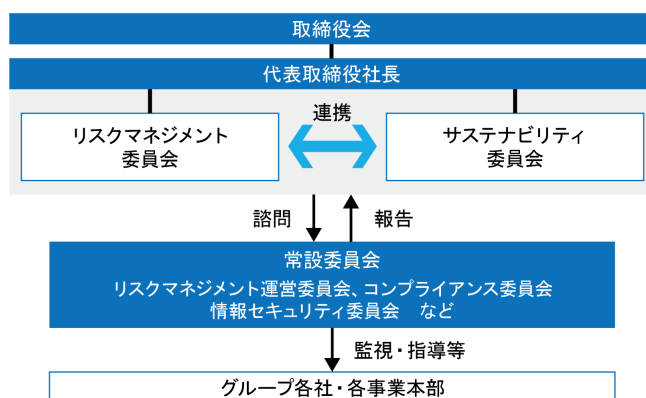 取締役会
代表取締役社長
連携
リスクマネジメント
委員会
サステナビリティ
委員会
諮問
報告
常設委員会
リスクマネジメント運営委員会、コンプライアンス委員会
情報セキュリティ委員会　など
監視・指導等
グループ各社・各事業本部